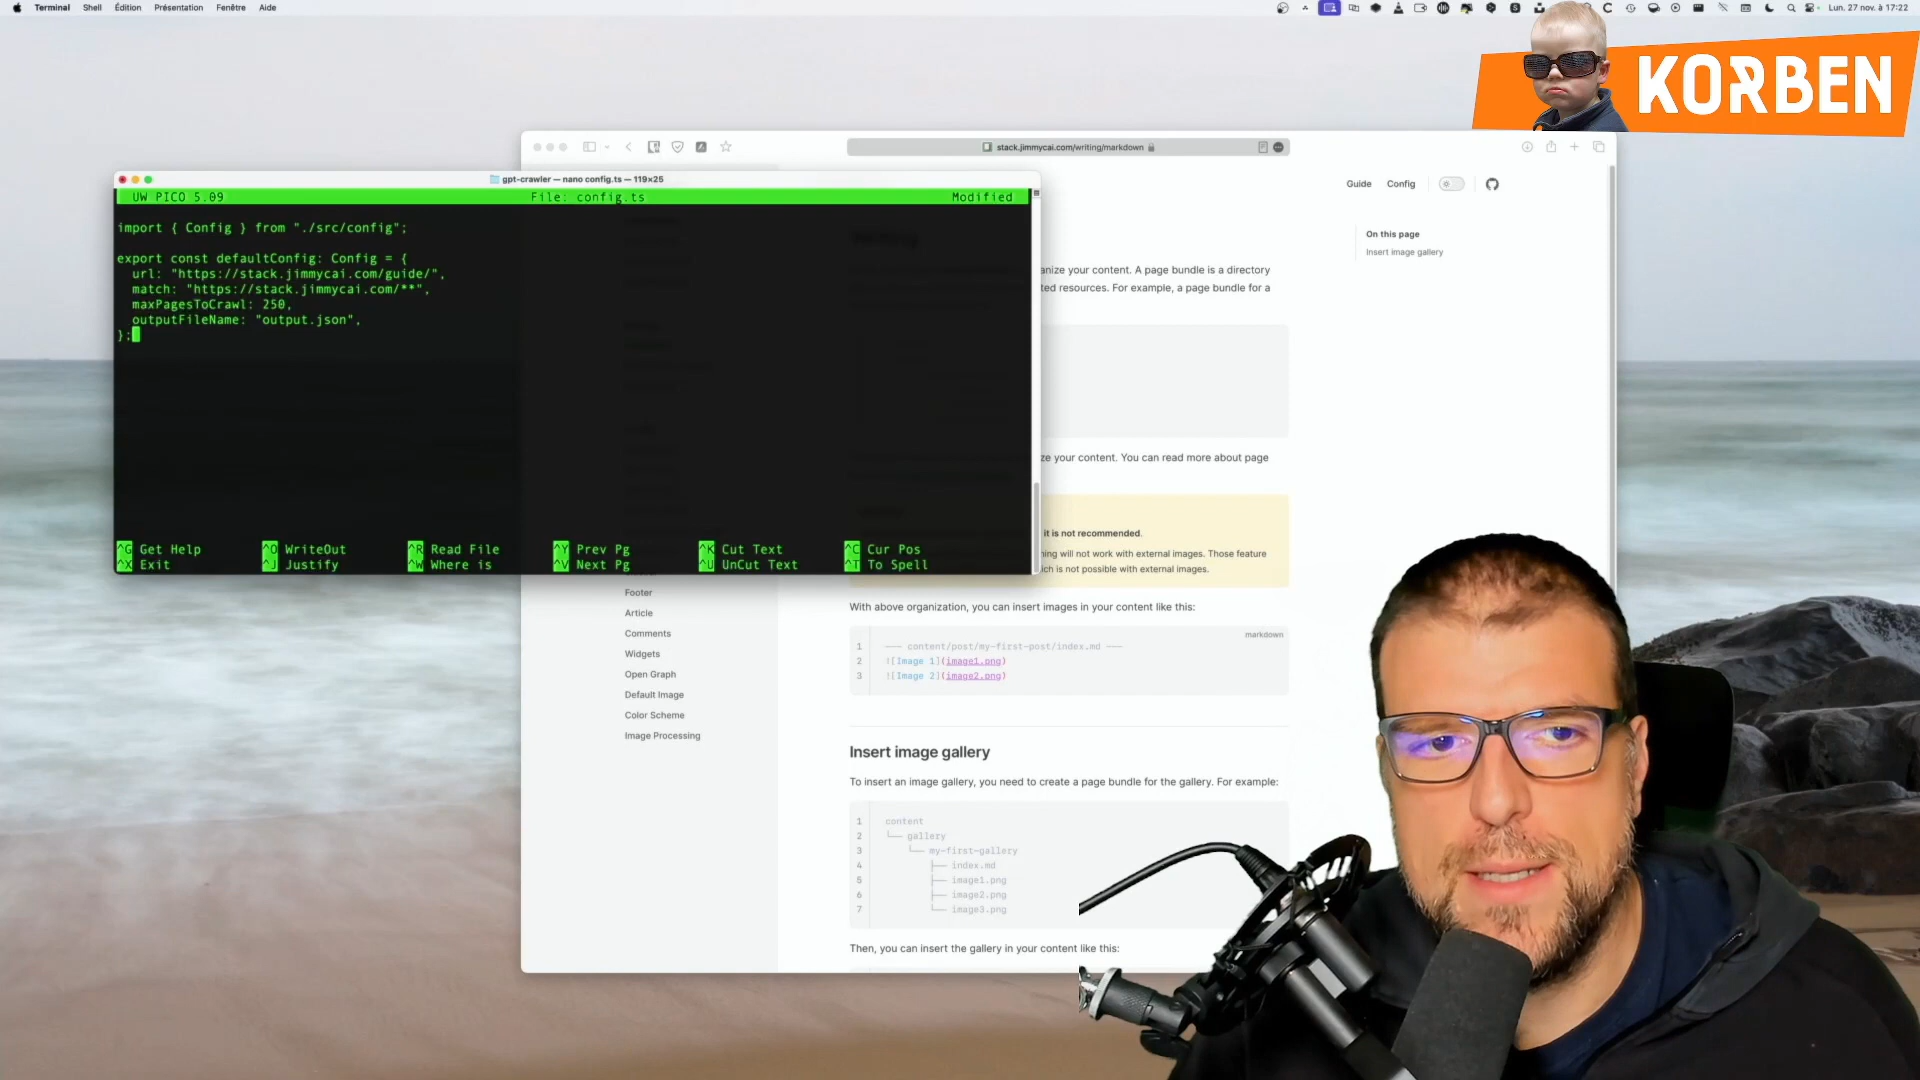 Terminal Shell Édition Présentation Fenêtre Aide
Lun. 27 nov. à 17:22
KORBEN
stack.jimmycai.com/writing/markdown
gpt-crawler — nano config.ts — 119×25
UW PICO 5.09 File: config.ts Modified
import { Config } from "./src/config";
export const defaultConfig: Config = {
url: "https://stack.jimmycai.com/guide/",
match: "https://stack.jimmycai.com/**",
maxPagesToCrawl: 250,
outputFileName: "output.json",
};
^G Get Help ^O WriteOut ^R Read File ^Y Prev Pg ^K Cut Text ^C Cur Pos
^X Exit ^J Justify ^W Where is ^V Next Pg ^U UnCut Text ^T To Spell
Guide Config
On this page
Insert image gallery
anize your content. A page bundle is a directory
ted resources. For example, a page bundle for a
ze your content. You can read more about page
it is not recommended.
ing will not work with external images. Those feature
ich is not possible with external images.
Footer
Article
Comments
Widgets
Open Graph
Default Image
Color Scheme
Image Processing
With above organization, you can insert images in your content like this:
markdown
1 —— content/post/my-first-post/index.md ——
2 ![Image 1](image1.png)
3 ![Image 2](image2.png)
Insert image gallery
To insert an image gallery, you need to create a page bundle for the gallery. For example:
1 content
2 └── gallery
3 └── my-first-gallery
4 ├── index.md
5 ├── image1.png
6 ├── image2.png
7 └── image3.png
Then, you can insert the gallery in your content like this: